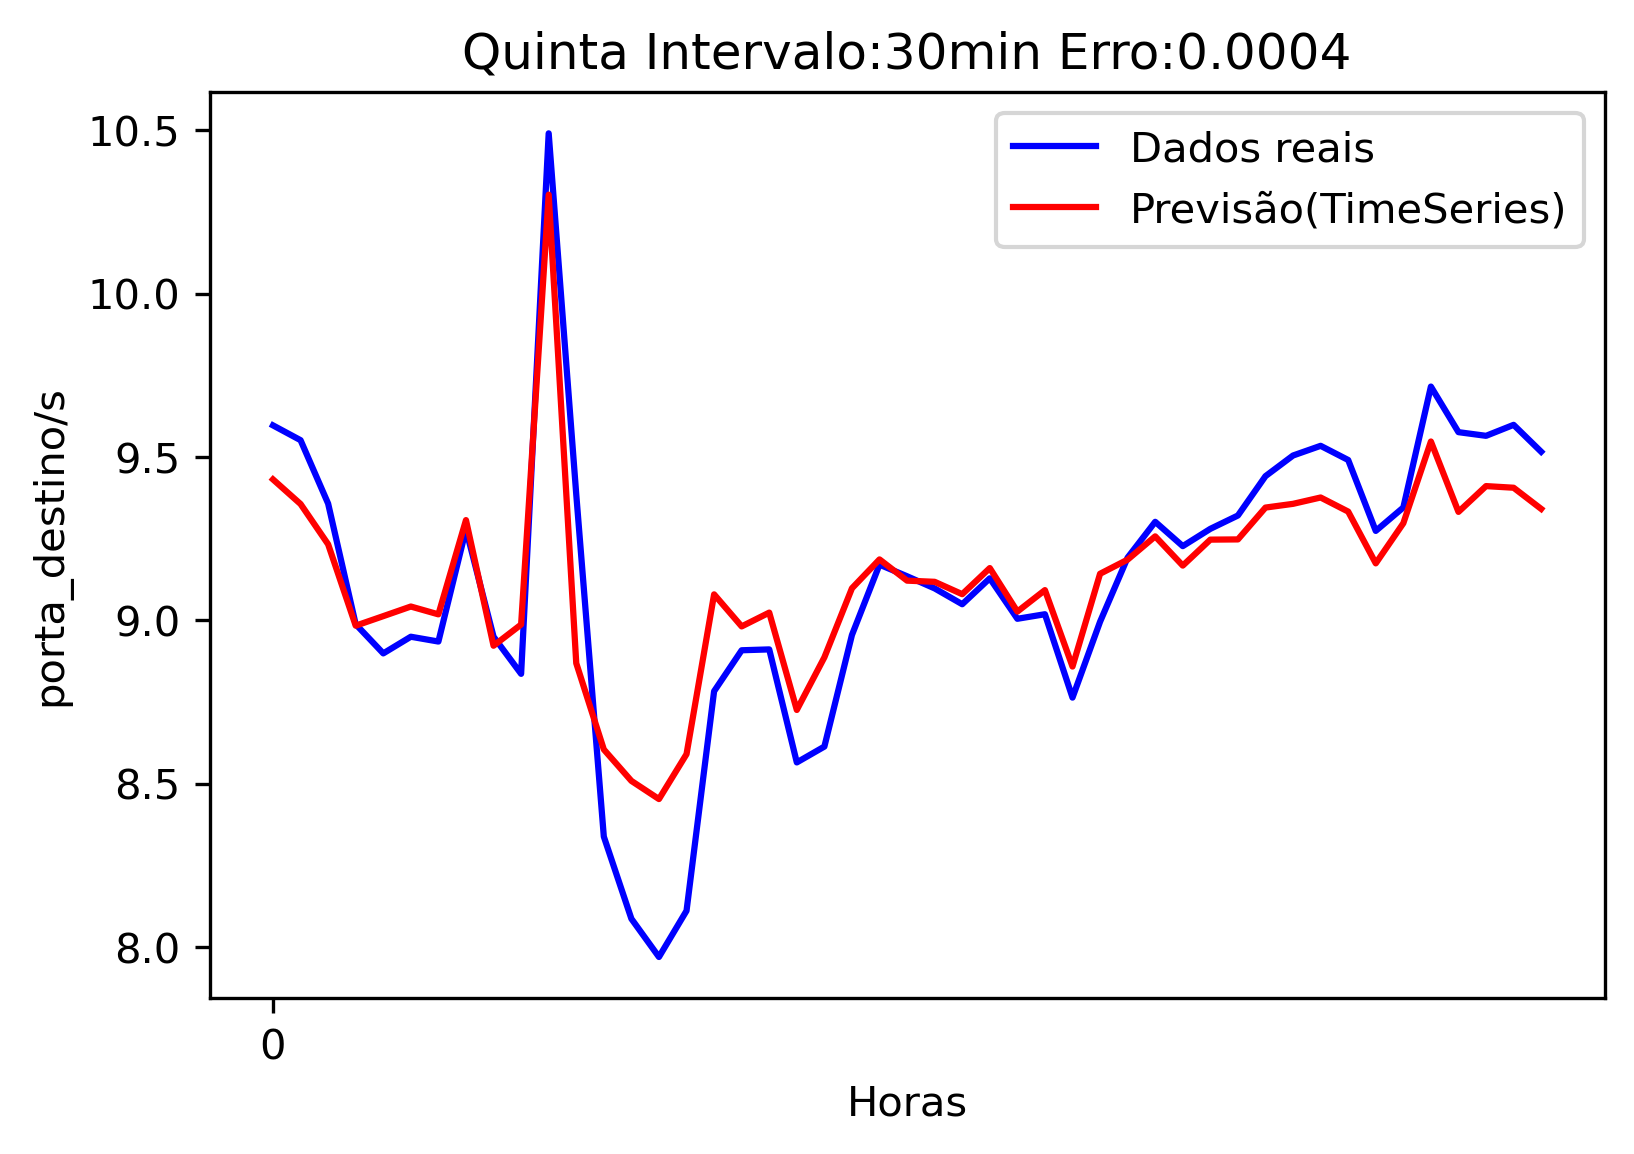 Quinta Intervalo:30min Erro:0.0004
Dados reais
Previsão(TimeSeries)
10.5
10.0
9.5
9.0
8.5
8.0
porta_destino/s
0
Horas